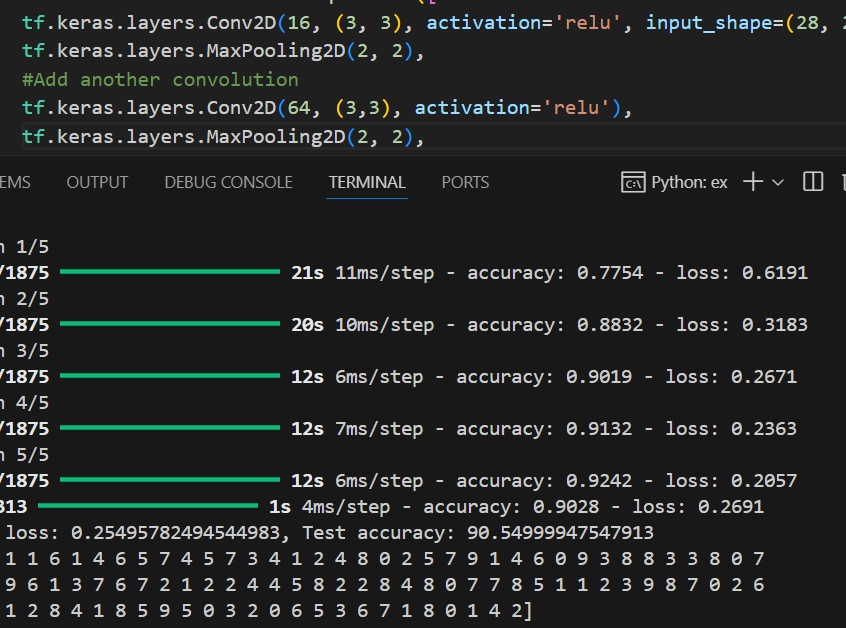 tf.keras.layers.Conv2D(16, (3, 3), activation='relu', input_shape=(28,
tf.keras.layers.MaxPooling2D(2, 2),
#Add another convolution
tf.keras.layers.Conv2D(64, (3,3), activation='relu'),
tf.keras.layers.MaxPooling2D(2, 2),
EMS OUTPUT DEBUG CONSOLE TERMINAL PORTS Python: ex
1/5
/1875 21s 11ms/step - accuracy: 0.7754 - loss: 0.6191
2/5
/1875 20s 10ms/step - accuracy: 0.8832 - loss: 0.3183
3/5
/1875 12s 6ms/step - accuracy: 0.9019 - loss: 0.2671
4/5
/1875 12s 7ms/step - accuracy: 0.9132 - loss: 0.2363
5/5
/1875 12s 6ms/step - accuracy: 0.9242 - loss: 0.2057
313 1s 4ms/step - accuracy: 0.9028 - loss: 0.2691
loss: 0.25495782494544983, Test accuracy: 90.54999947547913
1 1 6 1 4 6 5 7 4 5 7 3 4 1 2 4 8 0 2 5 7 9 1 4 6 0 9 3 8 8 3 3 8 0 7
9 6 1 3 7 6 7 2 1 2 2 4 4 5 8 2 2 8 4 8 0 7 7 8 5 1 1 2 3 9 8 7 0 2 6
1 2 8 4 1 8 5 9 5 0 3 2 0 6 5 3 6 7 1 8 0 1 4 2]